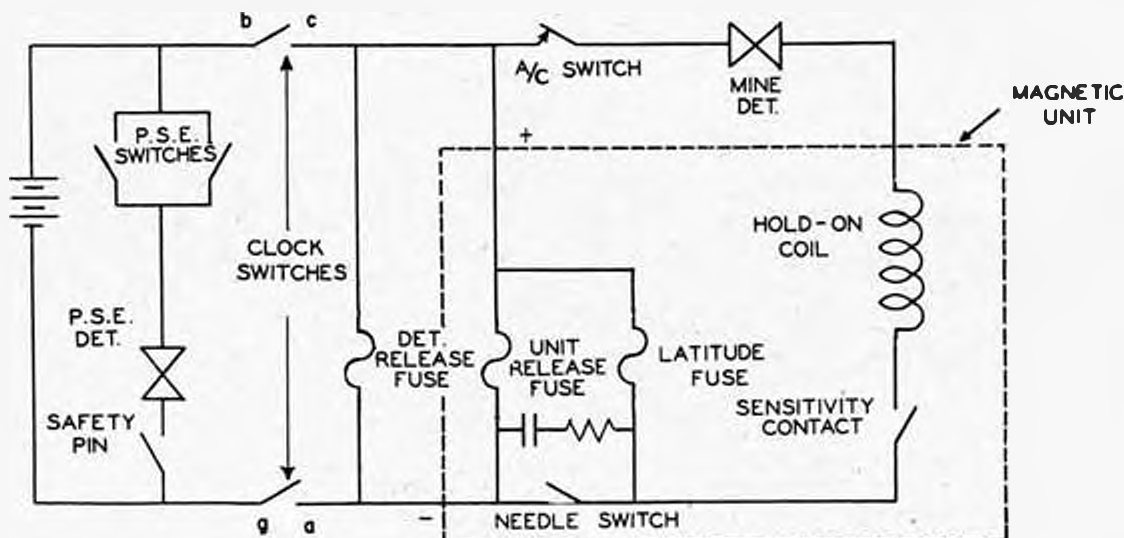 b c
A/C SWITCH
MINE
DET.
MAGNETIC
UNIT
P.S.E.
SWITCHES
+
HOLD-ON
COIL
CLOCK
SWITCHES
P.S.E.
DET.
DET.
RELEASE
FUSE
UNIT
RELEASE
FUSE
LATITUDE
FUSE
SAFETY
PIN
SENSITIVITY
CONTACT
g a
-
NEEDLE SWITCH